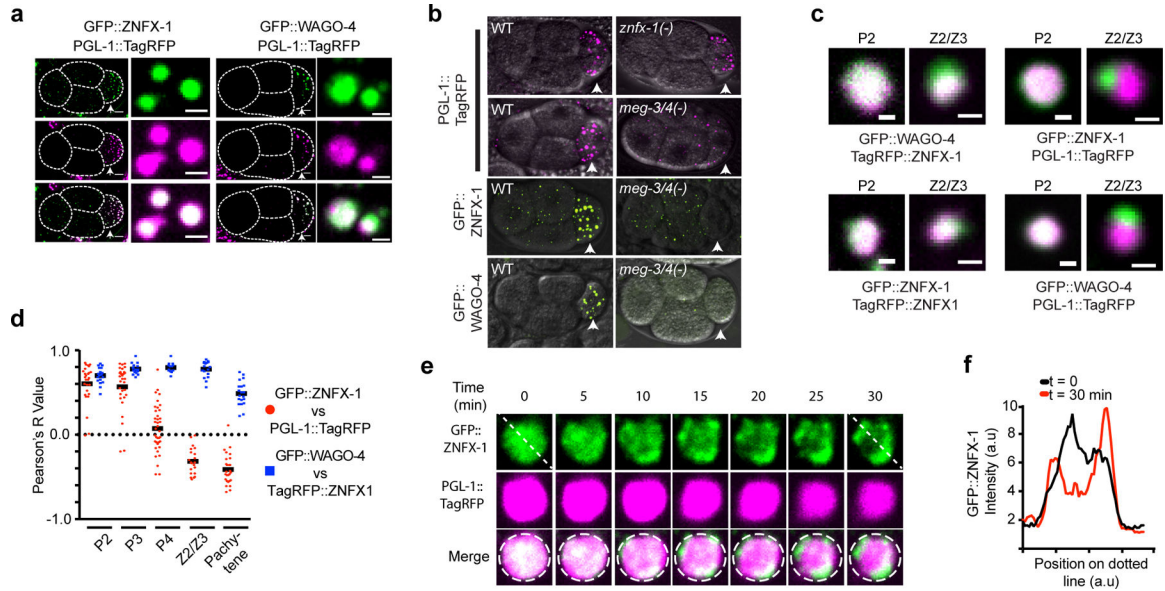 a
GFP::ZNFX-1
PGL-1::TagRFP
GFP::WAGO-4
PGL-1::TagRFP
b
PGL-1::
TagRFP
WT
znfx-1(-)
WT
meg-3/4(-)
GFP::
ZNFX-1
WT
meg-3/4(-)
GFP::
WAGO-4
WT
meg-3/4(-)
c
P2
Z2/Z3
P2
Z2/Z3
GFP::WAGO-4
TagRFP::ZNFX-1
GFP::ZNFX-1
PGL-1::TagRFP
P2
Z2/Z3
P2
Z2/Z3
GFP::ZNFX-1
TagRFP::ZNFX1
GFP::WAGO-4
PGL-1::TagRFP
d
Pearson's R Value
1.0
0.0
-1.0
P2
P3
P4
Z2/Z3
Pachy-
tene
GFP::ZNFX-1
vs
PGL-1::TagRFP
GFP::WAGO-4
vs
TagRFP::ZNFX1
e
Time
(min)
0
5
10
15
20
25
30
GFP::
ZNFX-1
PGL-1::
TagRFP
Merge
f
t = 0
t = 30 min
GFP::ZNFX-1
Intensity (a.u)
10
8
6
4
2
Position on dotted
line (a.u)